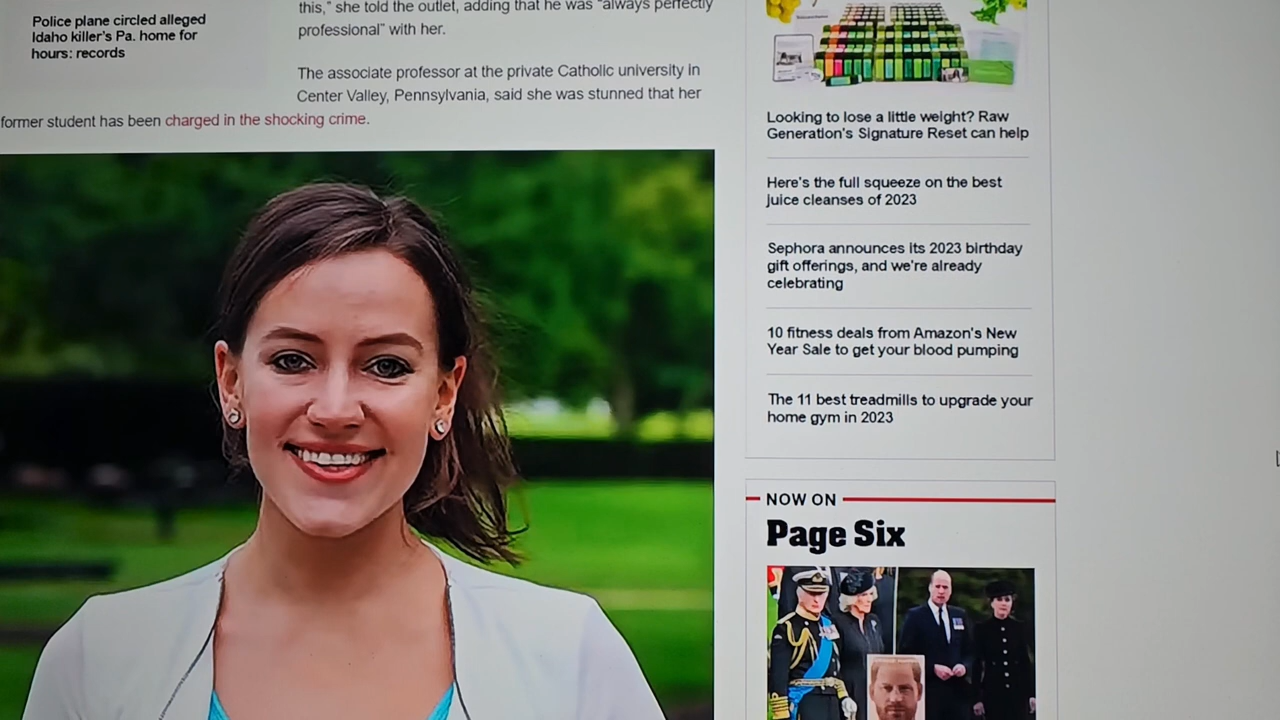 this," she told the outlet, adding that he was "always perfectly
professional" with her.
Police plane circled alleged
Idaho killer's Pa. home for
hours: records
The associate professor at the private Catholic university in
Center Valley, Pennsylvania, said she was stunned that her
former student has been charged in the shocking crime.
Looking to lose a little weight? Raw
Generation's Signature Reset can help
Here's the full squeeze on the best
juice cleanses of 2023
Sephora announces its 2023 birthday
gift offerings, and we're already
celebrating
10 fitness deals from Amazon's New
Year Sale to get your blood pumping
The 11 best treadmills to upgrade your
home gym in 2023
NOW ON
Page Six